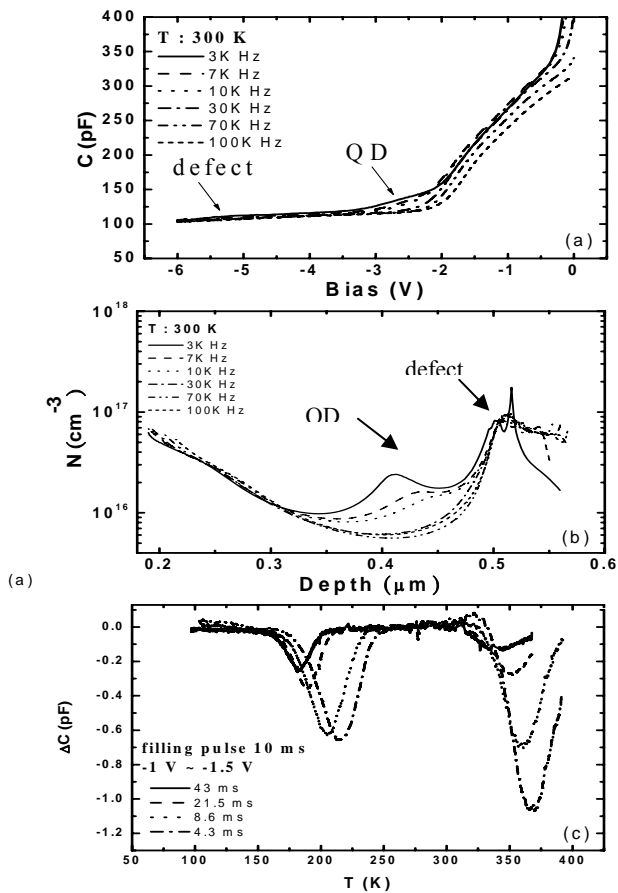 400
350
300
250
200
150
100
50
C (pF)
T : 300 K
3K Hz
7K Hz
10K Hz
30K Hz
70K Hz
100K Hz
defect
QD
(a)
-6 -5 -4 -3 -2 -1 0
Bias (V)
10^18
10^17
10^16
N (cm^-3)
T : 300 K
3K Hz
7K Hz
10K Hz
30K Hz
70K Hz
100K Hz
QD
defect
(b)
0.2 0.3 0.4 0.5 0.6
Depth (μm)
(a)
0.0
-0.2
-0.4
-0.6
-0.8
-1.0
-1.2
ΔC (pF)
filling pulse 10 ms
-1 V ~ -1.5 V
43 ms
21.5 ms
8.6 ms
4.3 ms
(c)
50 100 150 200 250 300 350 400
T (K)